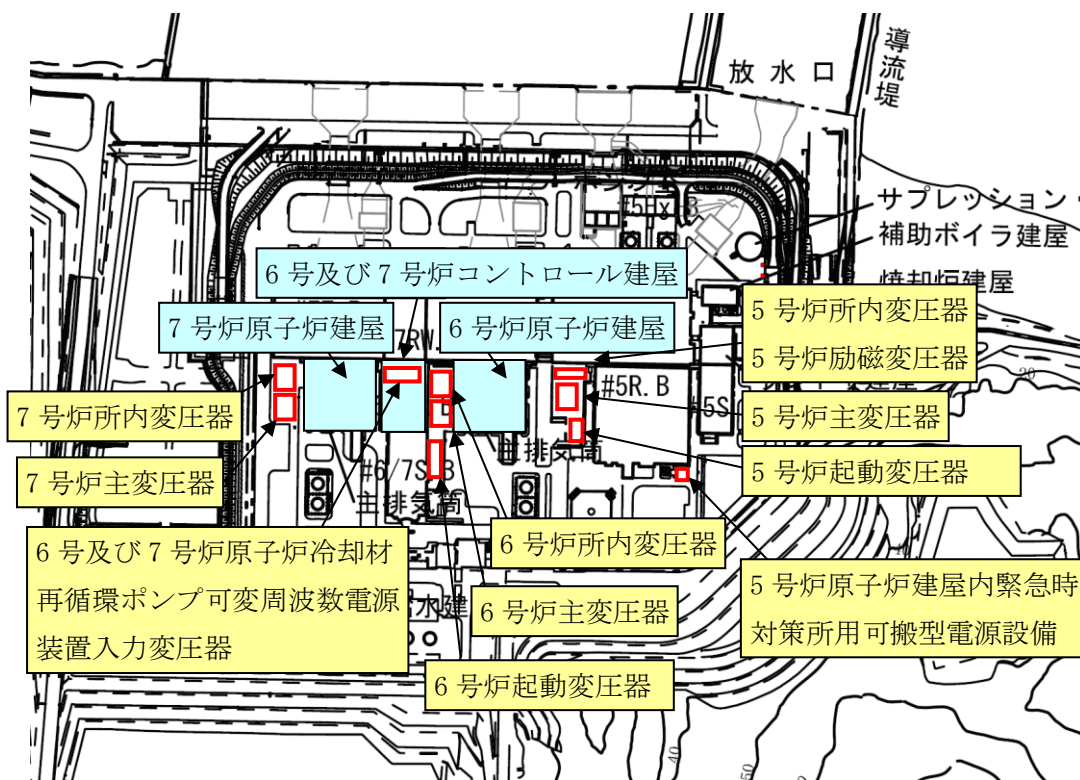 導流堤
放水口
#5Hx.B
サプレッション・
補助ボイラ建屋
焼却炉建屋
6号及び7号炉コントロール建屋
7号炉原子炉建屋
6号炉原子炉建屋
7RW.
5号炉所内変圧器
5号炉励磁変圧器
20
#5R.B
#5S
7号炉所内変圧器
5号炉主変圧器
主排気筒
5号炉起動変圧器
7号炉主変圧器
#6/7S.B
主排気筒
6号炉所内変圧器
6号及び7号炉原子炉冷却材
再循環ポンプ可変周波数電源
装置入力変圧器
5号炉原子炉建屋内緊急時
対策所用可搬型電源設備
水建
6号炉主変圧器
6号炉起動変圧器
40
50